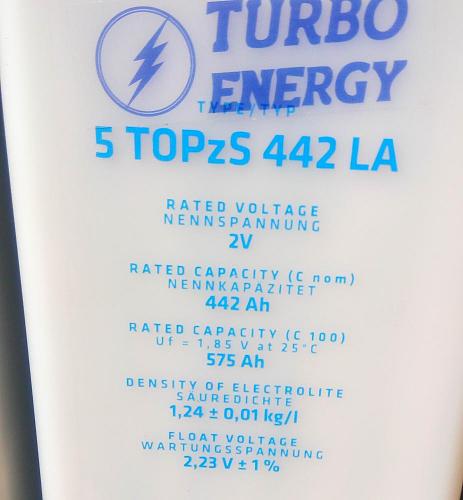 TURBO
ENERGY
TYPE/TYP
5 TOPzS 442 LA
RATED VOLTAGE
NENNSPANNUNG
2V
RATED CAPACITY (C nom)
NENNKAPAZITET
442 Ah
RATED CAPACITY (C 100)
Uf = 1,85 V at 25°C
575 Ah
DENSITY OF ELECTROLITE
SÄUREDICHTE
1,24 ± 0,01 kg/l
FLOAT VOLTAGE
WARTUNGSSPANNUNG
2,23 V ± 1 %